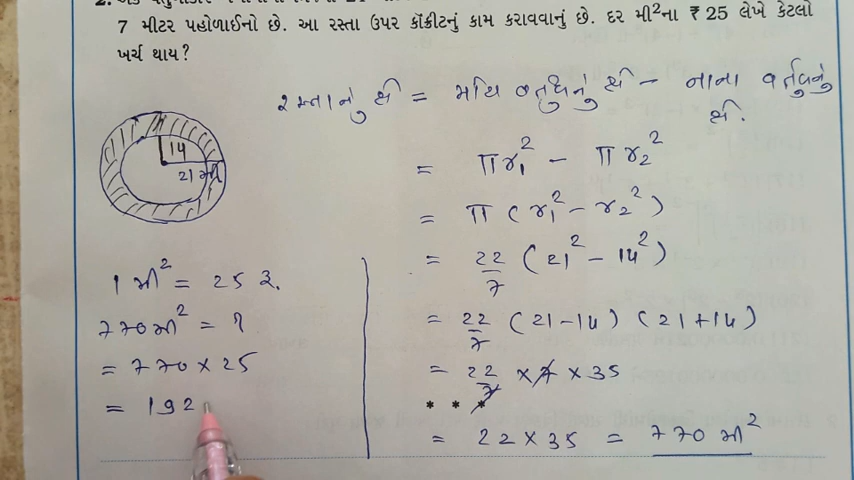 7 મીટર પહોળાઈનો છે. આ રસ્તા ઉપર કૉંક્રીટનું કામ કરાવવાનું છે. દર મી²ના ₹ 25 લેખે કેટલો
ખર્ચ થાય?
રસ્તાનું ક્ષે = મોટા વર્તુળનું ક્ષે - નાના વર્તુળનું
ક્ષે.
14
21 મી
= πr₁² - πr₂²
= π (r₁² - r₂²)
= 22/7 (21² - 14²)
= 22/7 (21-14) (21+14)
= 22/7 × 7 × 35
* * *
= 22 × 35 = 770 મી²
1 મી² = 25 રૂ.
770 મી² = ?
= 770 × 25
= 192